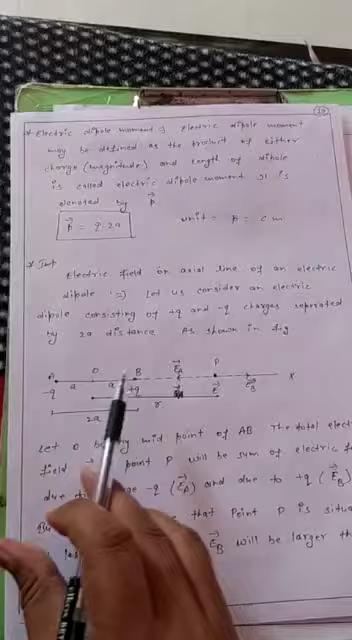 10
* Electric dipole moment => Electric dipole moment
may be defined as the product of either
charge (magnitude) and length of dipole
is called electric dipole moment. It is
denoted by p→
p→ = q·2a
unit = p = c m
* Imp
Electric field on axial line of an electric
dipole => Let us consider an electric
dipole consisting of +q and -q charges seprated
by 2a distance As shown in fig
A O B E→A P E→B X
-q a a +q r
2a
Let O be my mid point of AB The total elect
field point P will be sum of electric f
due -q (E→A) and due to +q (E→B)
that point P is situa
E→B will be larger th